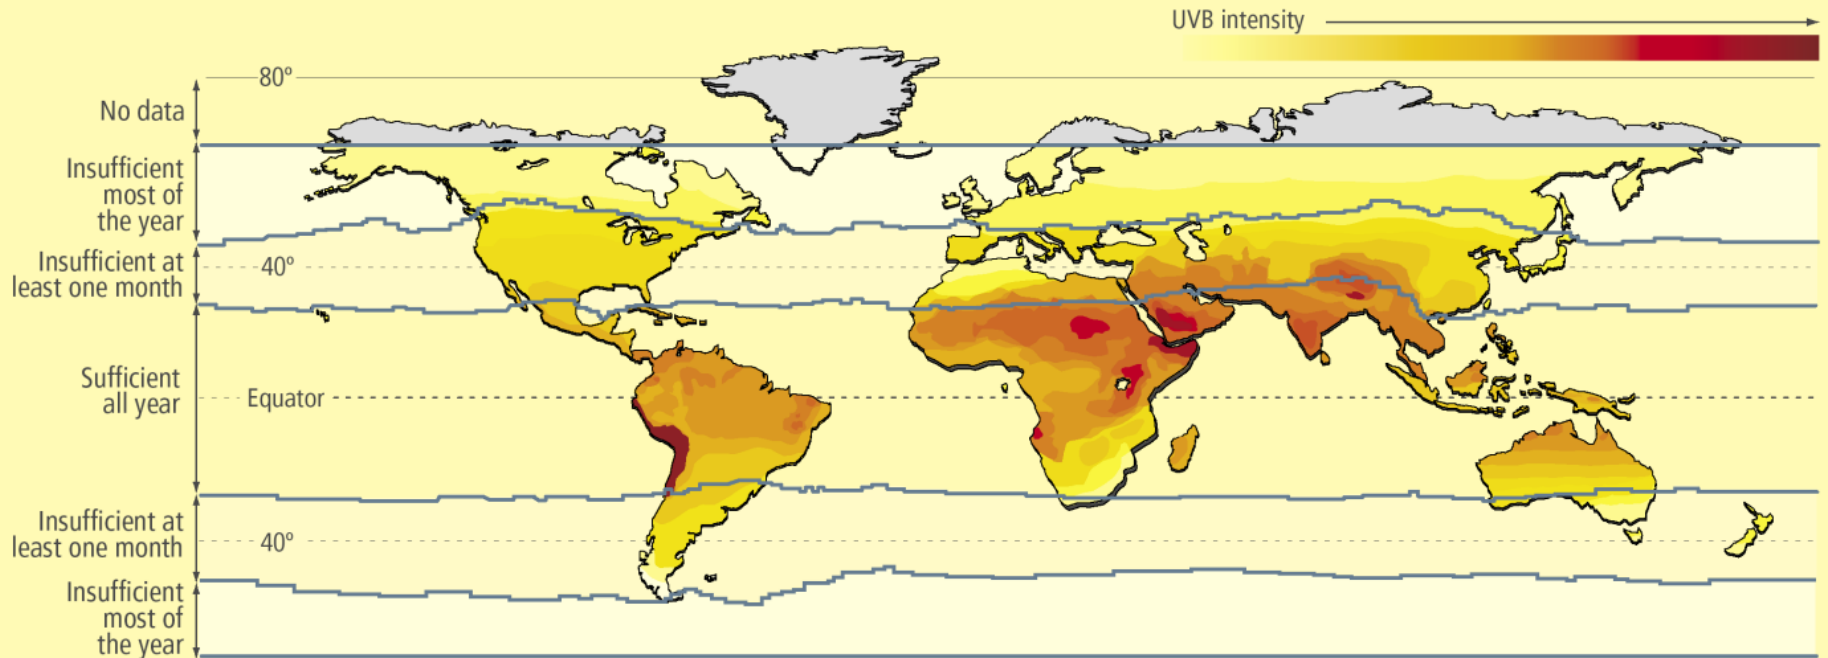 UVB intensity
80º
No data
Insufficient
most of
the year
Insufficient at
least one month
40º
Sufficient
all year
Equator
Insufficient at
least one month
40º
Insufficient
most of
the year